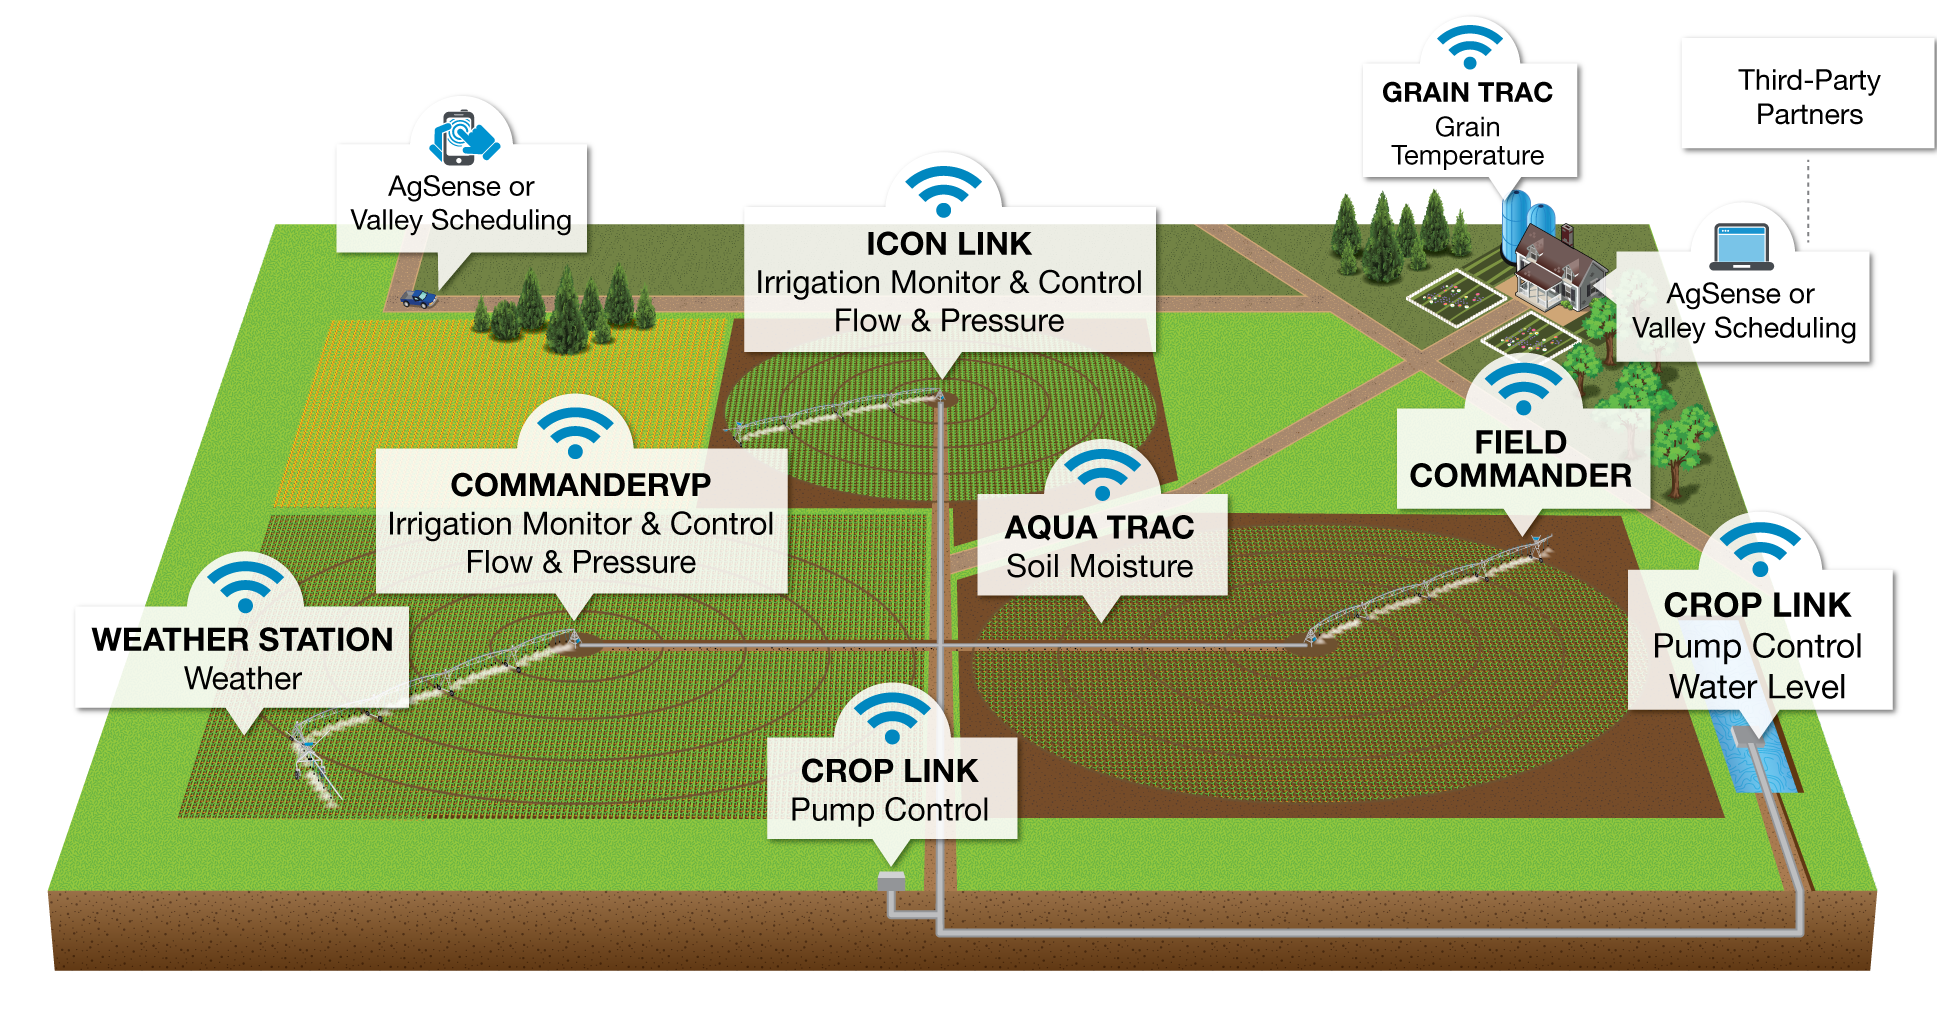 GRAIN TRAC
Grain
Temperature
Third-Party
Partners
AgSense or
Valley Scheduling
ICON LINK
Irrigation Monitor & Control
Flow & Pressure
AgSense or
Valley Scheduling
FIELD
COMMANDER
COMMANDERVP
Irrigation Monitor & Control
Flow & Pressure
AQUA TRAC
Soil Moisture
WEATHER STATION
Weather
CROP LINK
Pump Control
Water Level
CROP LINK
Pump Control